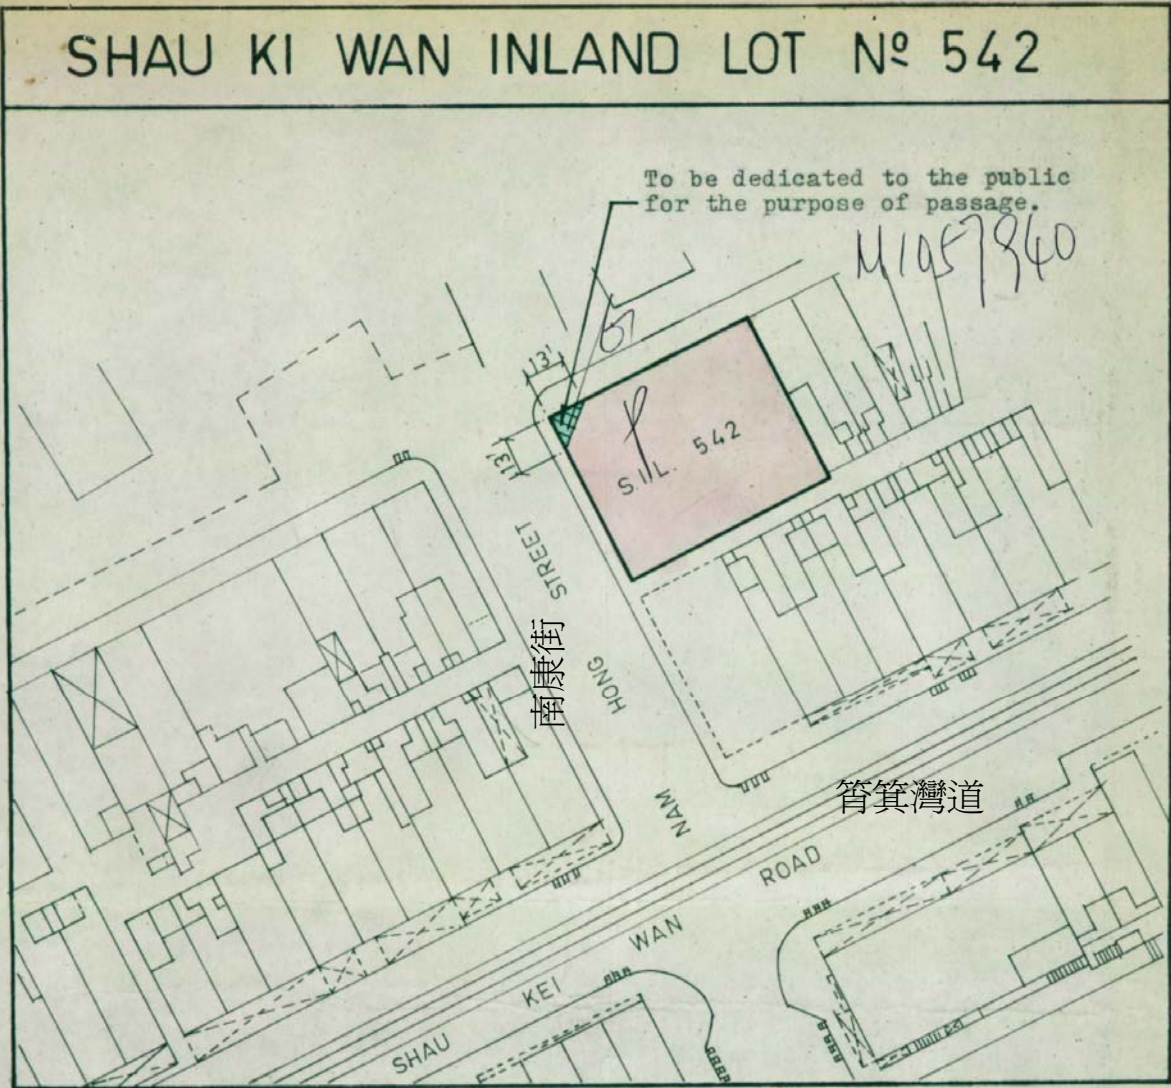 SHAU KI WAN INLAND LOT Nº 542
To be dedicated to the public
for the purpose of passage.
13'
13'
S.I.L. 542
NAM HONG STREET
南康街
筲箕灣道
SHAU KEI WAN ROAD